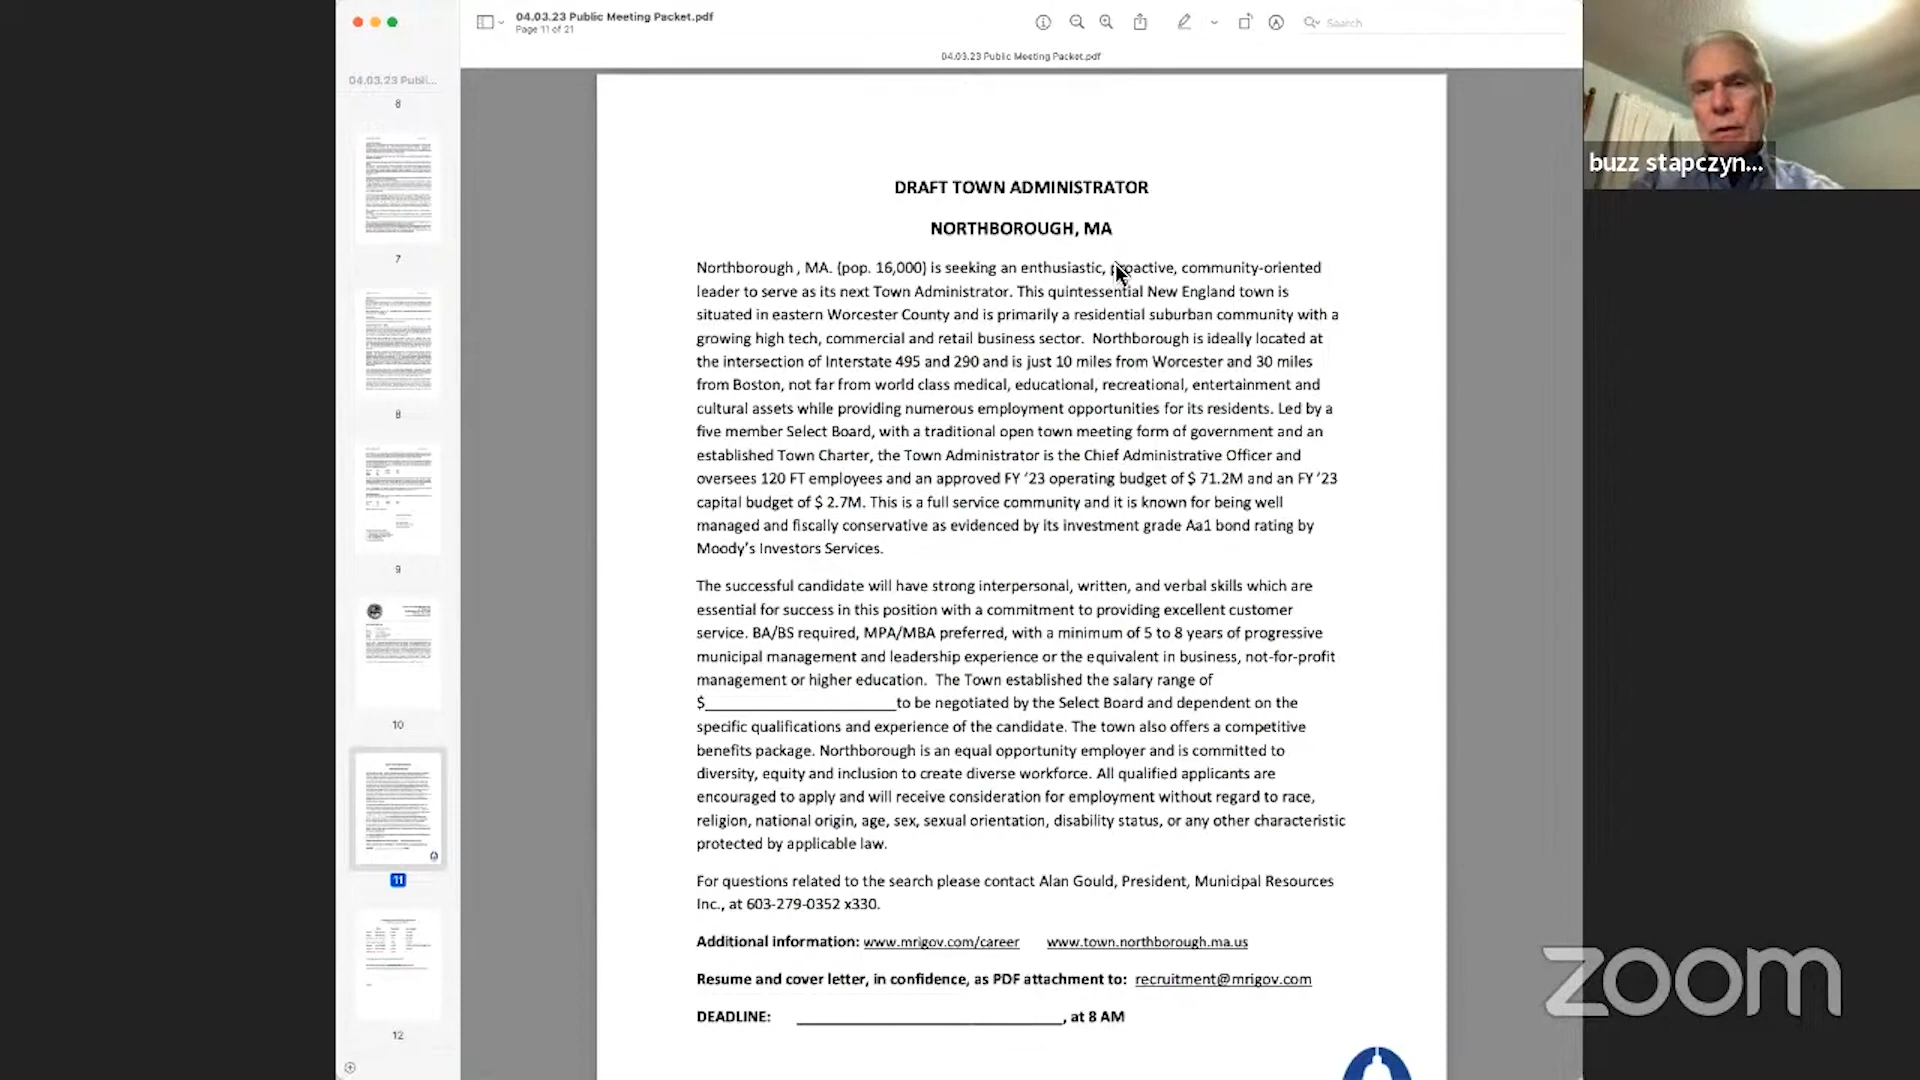 04.03.23 Public Meeting Packet.pdf
Page 11 of 21
Search
04.03.23 Publi...
04.03.23 Public Meeting Packet.pdf
8
7
8
9
10
11
12
DRAFT TOWN ADMINISTRATOR
NORTHBOROUGH, MA
Northborough , MA. (pop. 16,000) is seeking an enthusiastic, proactive, community-oriented
leader to serve as its next Town Administrator. This quintessential New England town is
situated in eastern Worcester County and is primarily a residential suburban community with a
growing high tech, commercial and retail business sector. Northborough is ideally located at
the intersection of Interstate 495 and 290 and is just 10 miles from Worcester and 30 miles
from Boston, not far from world class medical, educational, recreational, entertainment and
cultural assets while providing numerous employment opportunities for its residents. Led by a
five member Select Board, with a traditional open town meeting form of government and an
established Town Charter, the Town Administrator is the Chief Administrative Officer and
oversees 120 FT employees and an approved FY ’23 operating budget of $ 71.2M and an FY ’23
capital budget of $ 2.7M. This is a full service community and it is known for being well
managed and fiscally conservative as evidenced by its investment grade Aa1 bond rating by
Moody’s Investors Services.
The successful candidate will have strong interpersonal, written, and verbal skills which are
essential for success in this position with a commitment to providing excellent customer
service. BA/BS required, MPA/MBA preferred, with a minimum of 5 to 8 years of progressive
municipal management and leadership experience or the equivalent in business, not-for-profit
management or higher education. The Town established the salary range of
$________________________to be negotiated by the Select Board and dependent on the
specific qualifications and experience of the candidate. The town also offers a competitive
benefits package. Northborough is an equal opportunity employer and is committed to
diversity, equity and inclusion to create diverse workforce. All qualified applicants are
encouraged to apply and will receive consideration for employment without regard to race,
religion, national origin, age, sex, sexual orientation, disability status, or any other characteristic
protected by applicable law.
For questions related to the search please contact Alan Gould, President, Municipal Resources
Inc., at 603-279-0352 x330.
Additional information: www.mrigov.com/career www.town.northborough.ma.us
Resume and cover letter, in confidence, as PDF attachment to: recruitment@mrigov.com
DEADLINE: ________________________________, at 8 AM
buzz stapczyn...
zoom